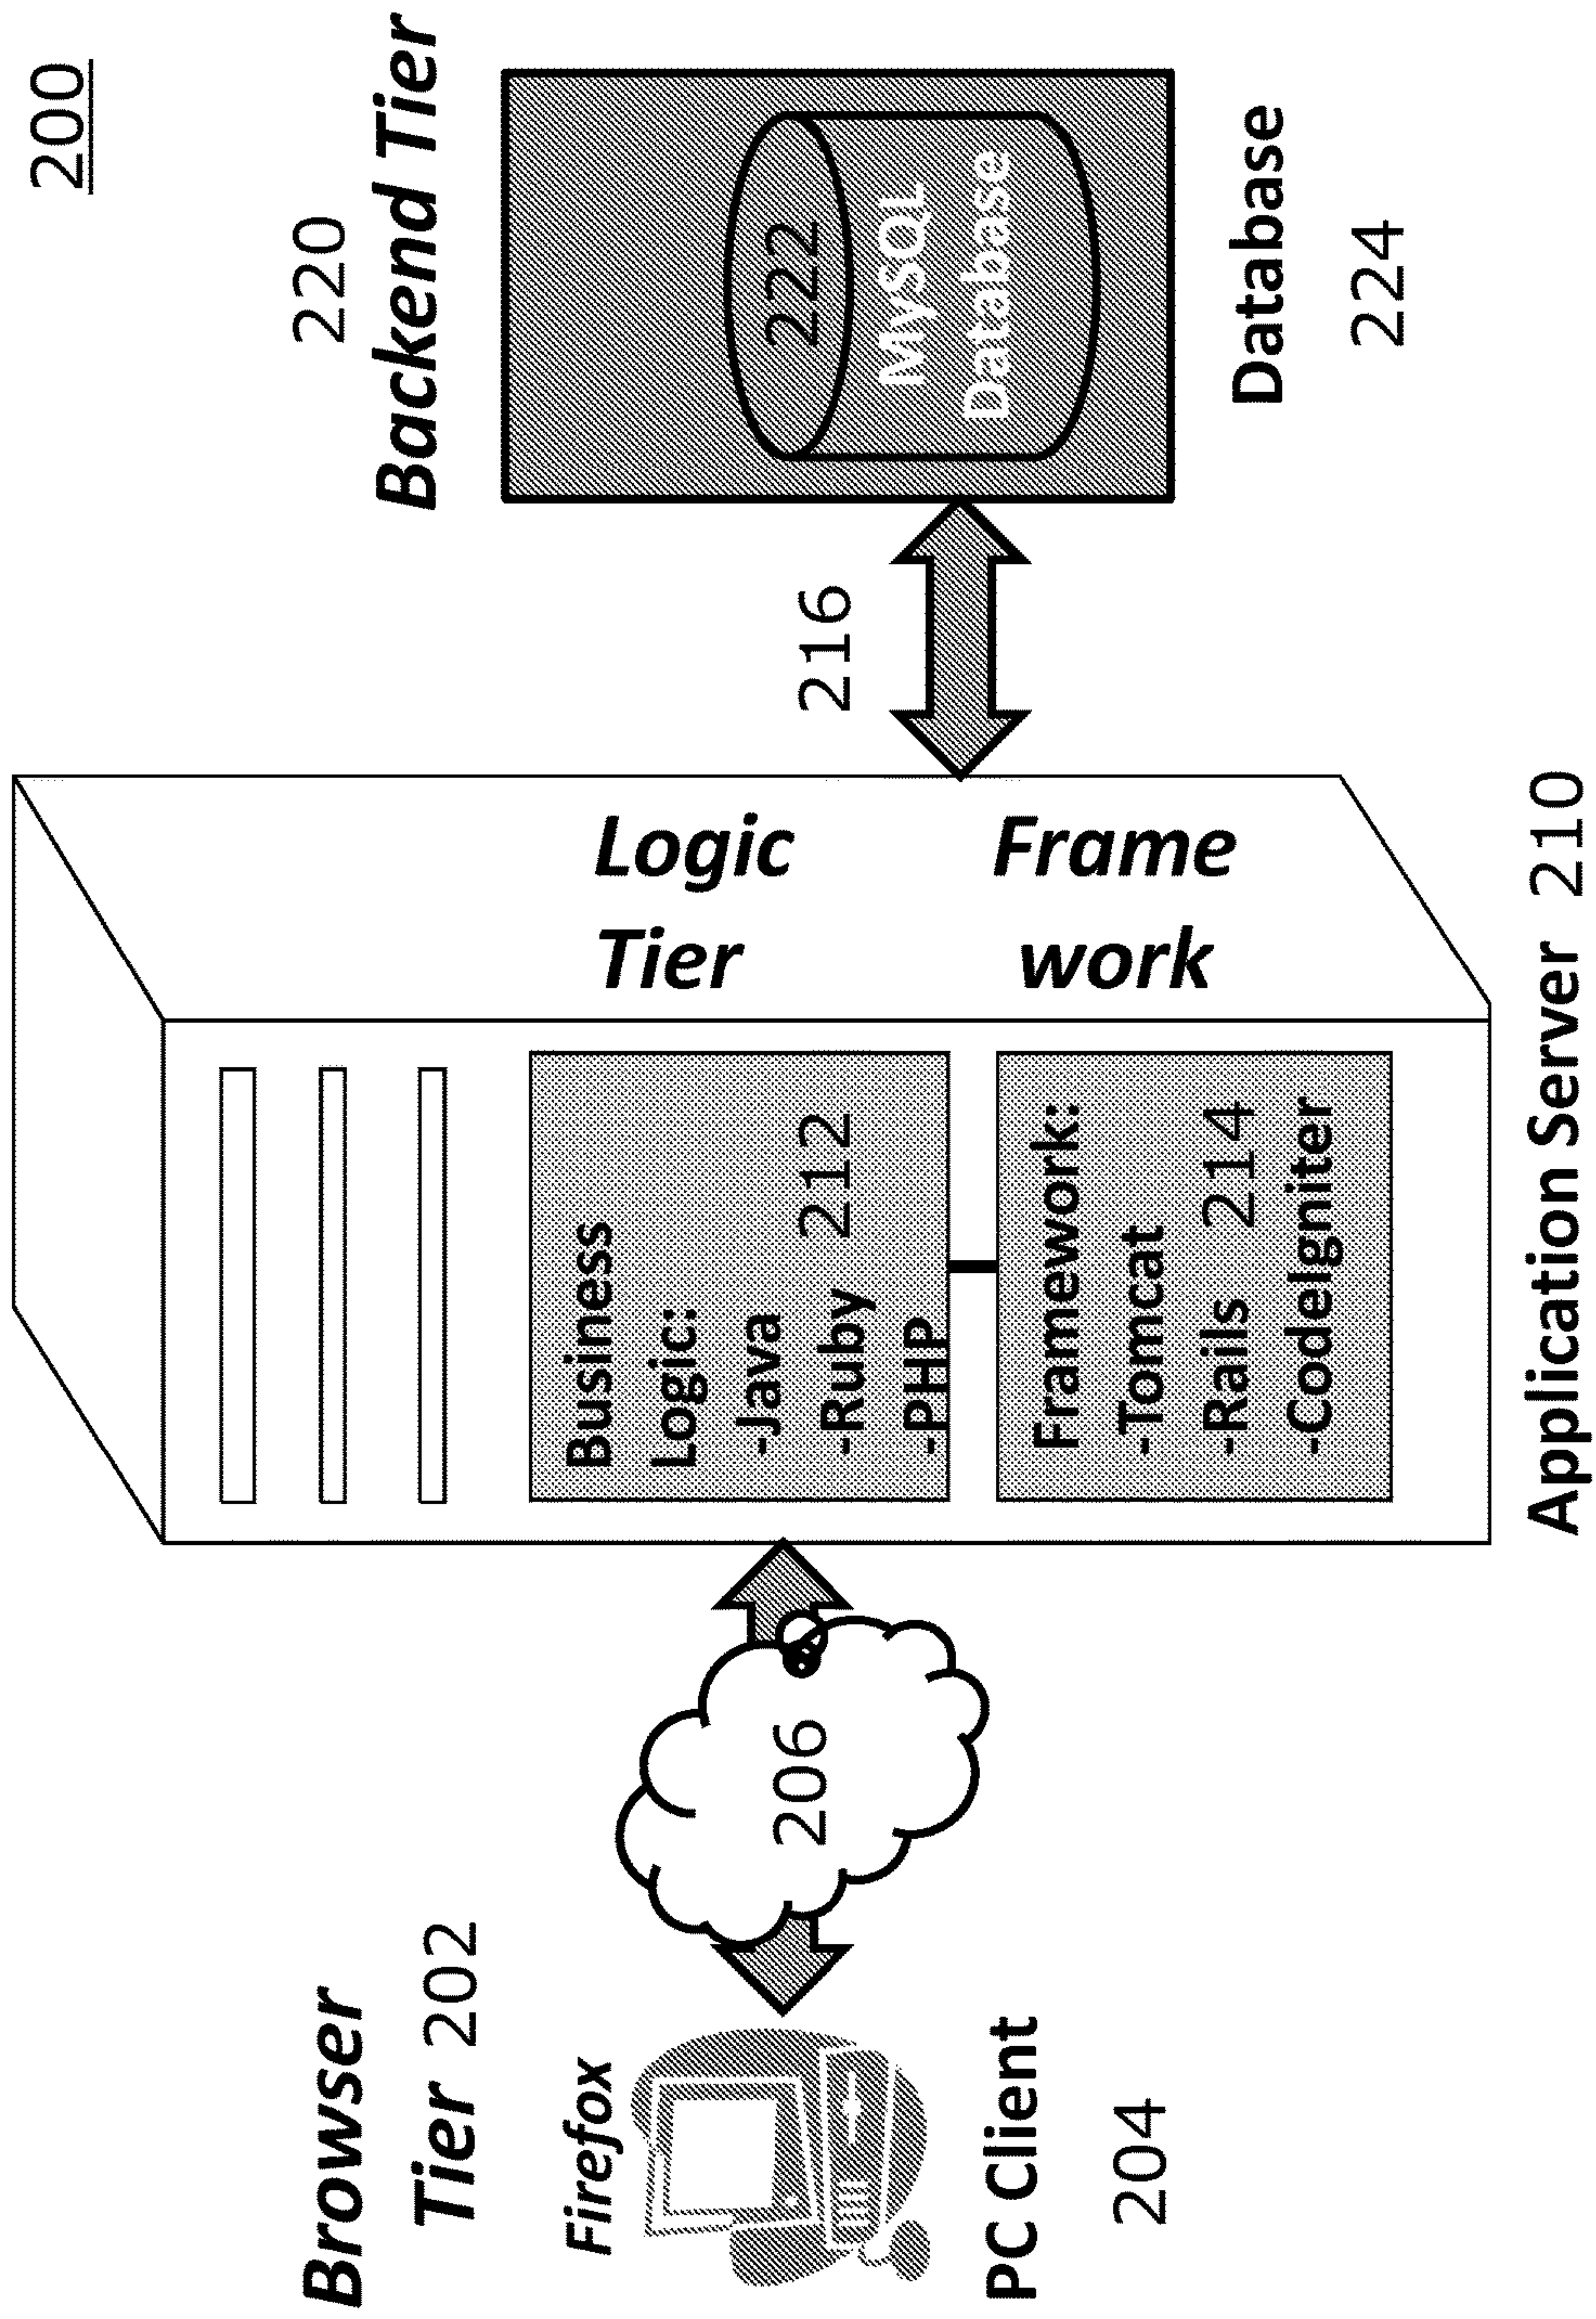 200
Browser
Tier 202
Firefox
PC Client
204
206
Business
Logic:
-Java
-Ruby 212
-PHP
Framework:
-Tomcat
-Rails 214
-CodeIgniter
Logic
Tier
Frame
work
Application Server 210
216
220
Backend Tier
222
MySQL
Database
Database
224